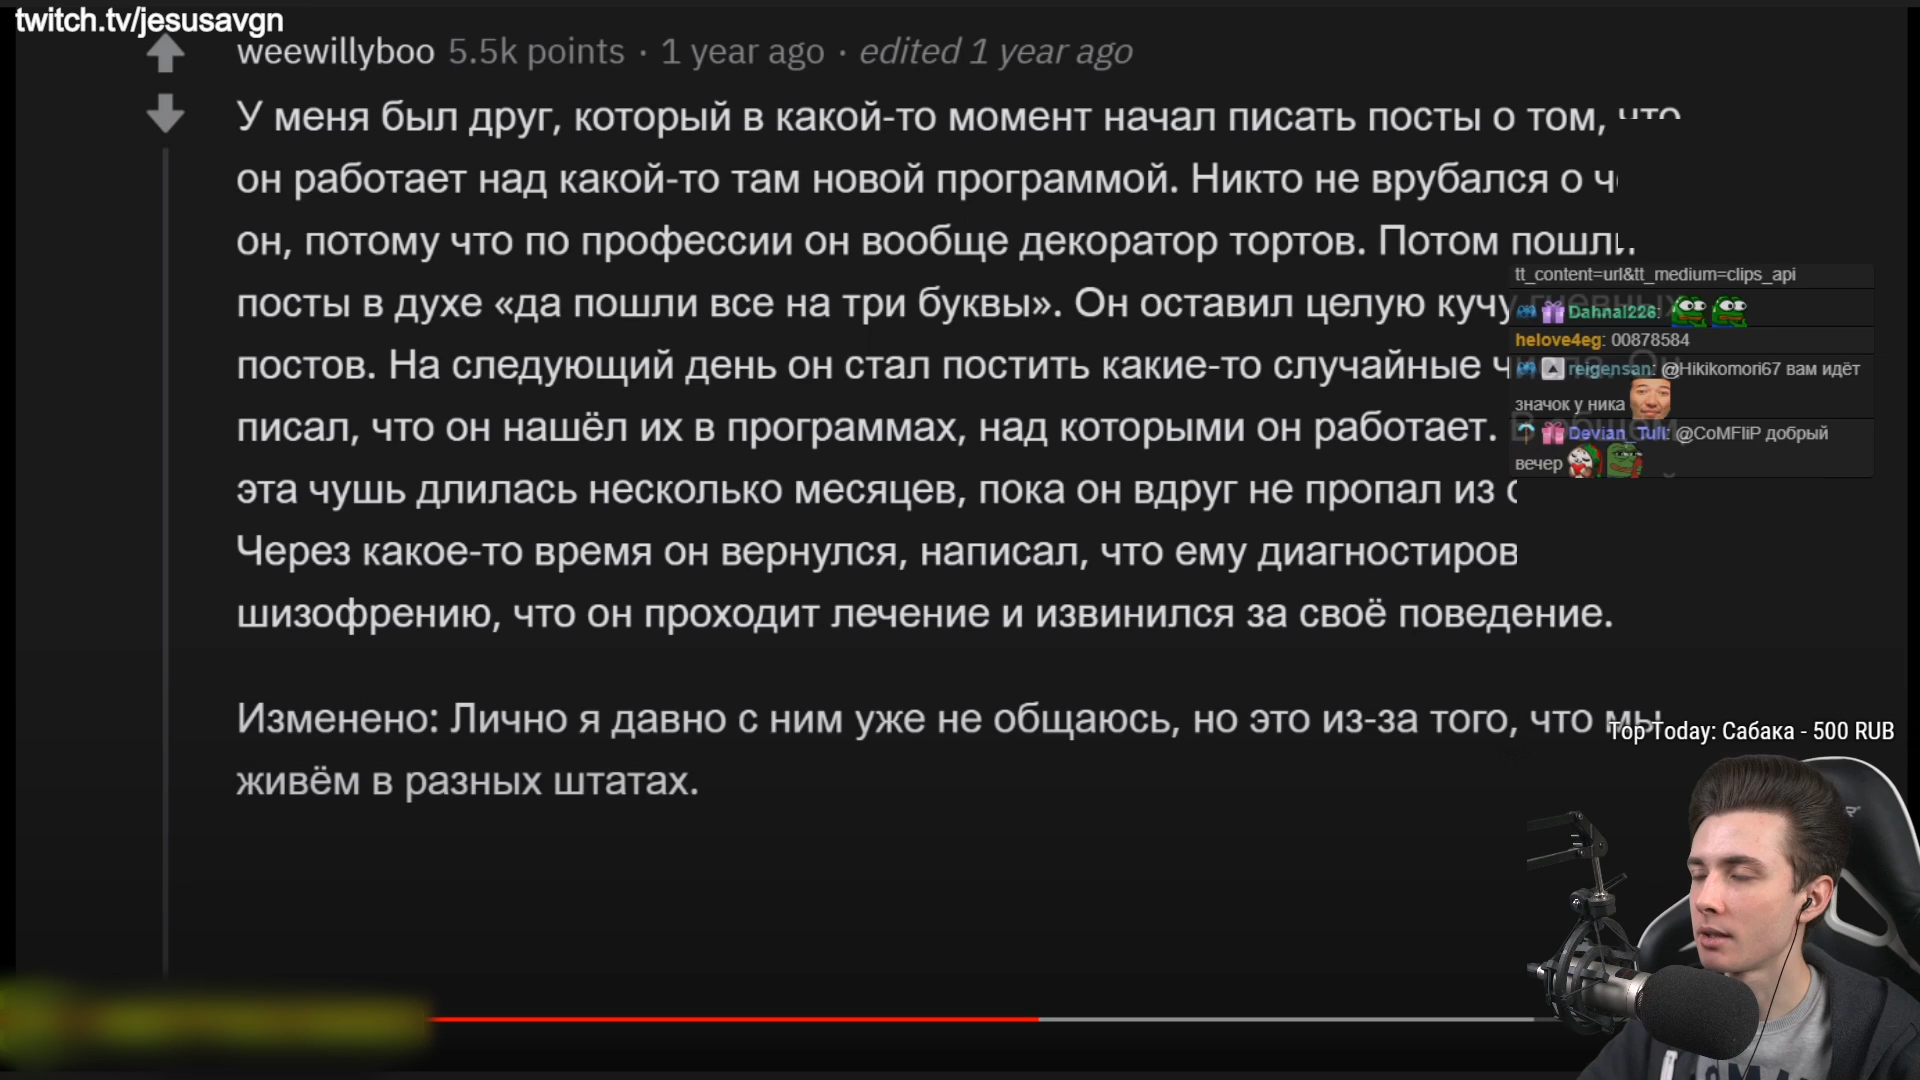 twitch.tv/jesusavgn
weewillyboo 5.5k points · 1 year ago · edited 1 year ago
У меня был друг, который в какой-то момент начал писать посты о том, что
он работает над какой-то там новой программой. Никто не врубался о
он, потому что по профессии он вообще декоратор тортов. Потом пошли
посты в духе «да пошли все на три буквы». Он оставил целую кучу гневных
постов. На следующий день он стал постить какие-то случайные
писал, что он нашёл их в программах, над которыми он работает. В общем
эта чушь длилась несколько месяцев, пока он вдруг не пропал из
Через какое-то время он вернулся, написал, что ему
шизофрению, что он проходит лечение и извинился за своё поведение.
Изменено: Лично я давно с ним уже не общаюсь, но это из-за того, что мы
живём в разных штатах.
tt_content=url&tt_medium=clips_api
Dahnal226:
helove4eg: 00878584
reigensan: @Hikikomori67 вам идёт
значок у ника
Devian_Tull: @CoMFliP добрый
вечер
Top Today: Сабака - 500 RUB